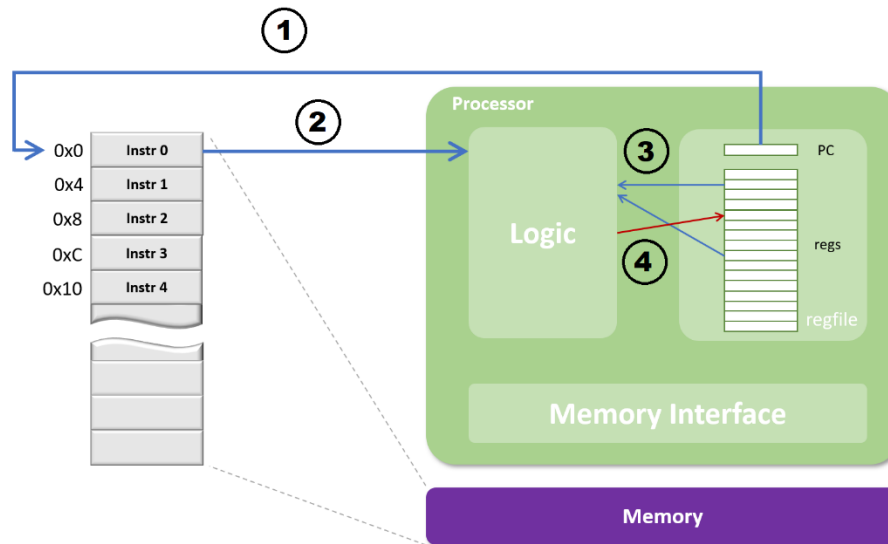 1
Processor
2
3
PC
0x0 Instr 0
0x4 Instr 1
0x8 Instr 2
0xC Instr 3
0x10 Instr 4
Logic
4
regs
regfile
Memory Interface
Memory